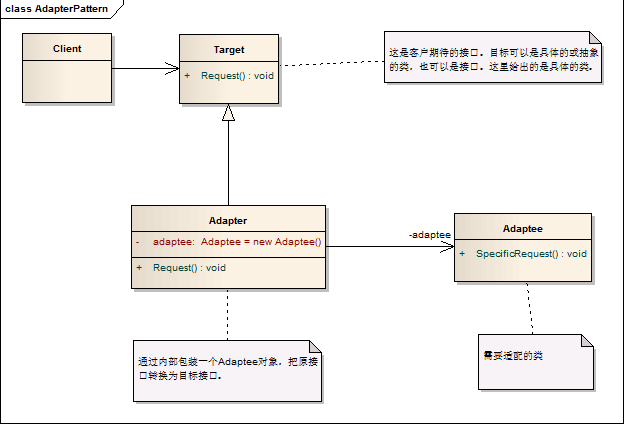 class AdapterPattern
Client
Target
+ Request() : void
这是客户期待的接口。目标可以是具体的或抽象
的类，也可以是接口。这里给出的是具体的类。
Adapter
- adaptee: Adaptee = new Adaptee()
+ Request() : void
-adaptee
Adaptee
+ SpecificRequest() : void
通过内部包装一个Adaptee对象，把原接
口转换为目标接口。
需要适配的类